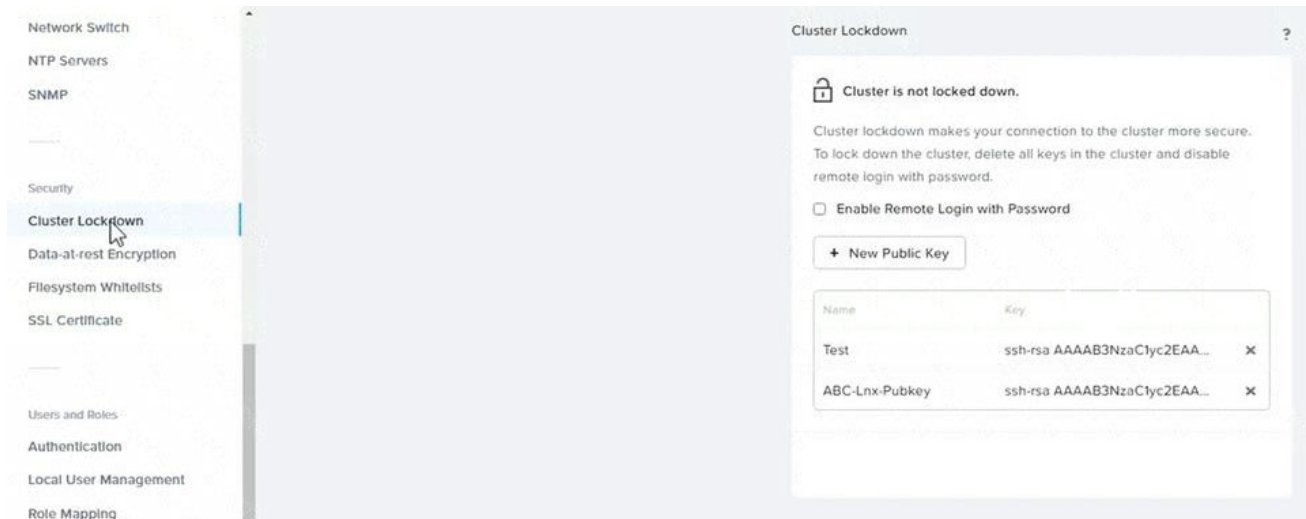 Network Switch
NTP Servers
SNMP
Security
Cluster Lockdown
Data-at-rest Encryption
Filesystem Whitelists
SSL Certificate
Users and Roles
Authentication
Local User Management
Role Mapping
Cluster Lockdown
?
Cluster is not locked down.
Cluster lockdown makes your connection to the cluster more secure.
To lock down the cluster, delete all keys in the cluster and disable
remote login with password.
Enable Remote Login with Password
+ New Public Key
Name Key
Test ssh-rsa AAAAB3NzaC1yc2EAA... ×
ABC-Lnx-Pubkey ssh-rsa AAAAB3NzaC1yc2EAA... ×